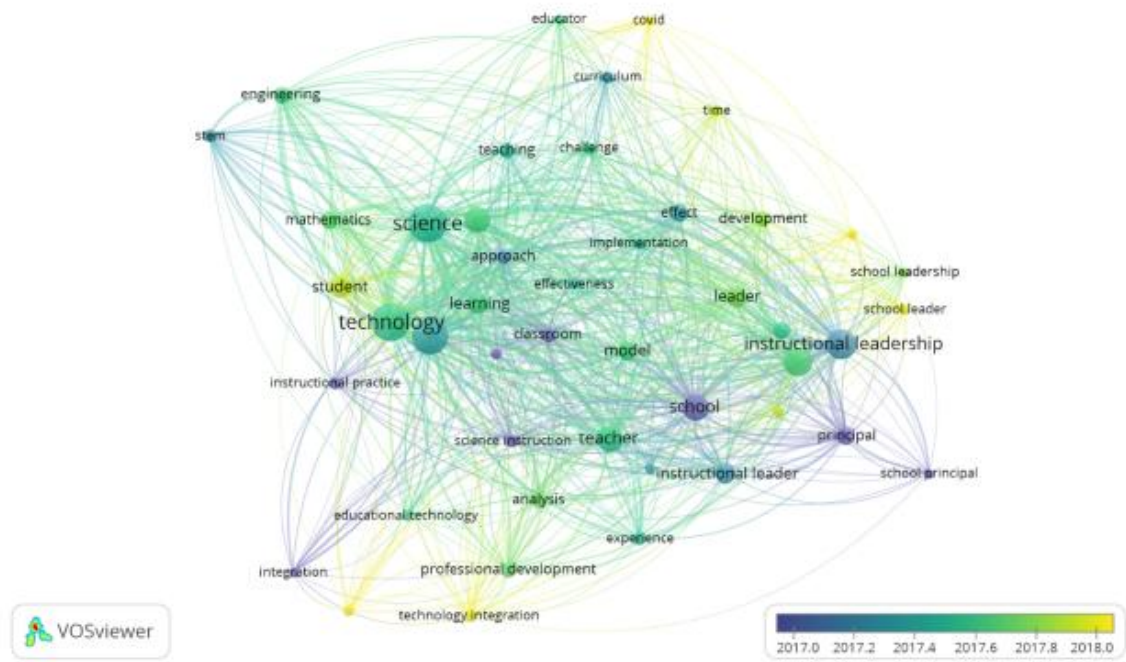 educator
covid
curriculum
engineering
time
stem
teaching
challenge
mathematics
science
effect
development
implementation
approach
school leadership
student
effectiveness
leader
learning
school leader
technology
classroom
model
instructional leadership
instructional practice
school
science instruction
teacher
principal
instructional leader
school principal
analysis
educational technology
experience
integration
professional development
technology integration
VOSviewer
2017.0 2017.2 2017.4 2017.6 2017.8 2018.0